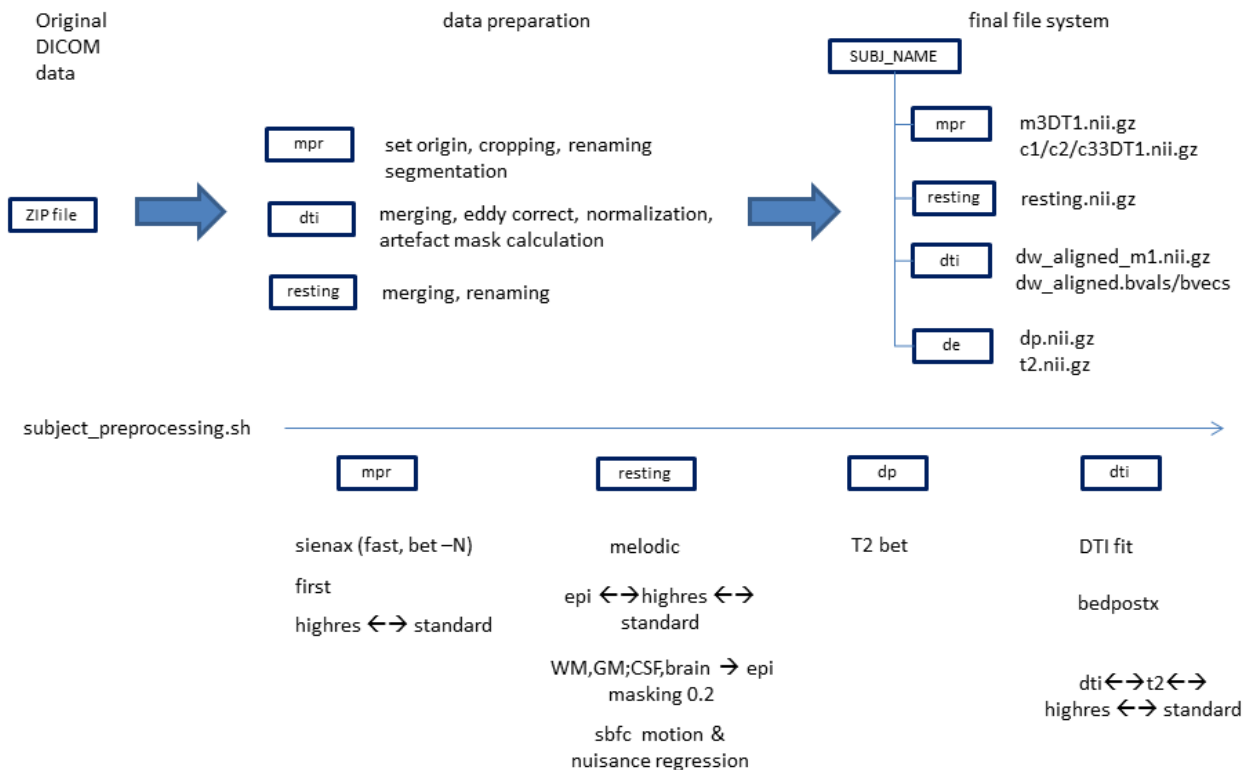 Original
DICOM
data
data preparation
final file system
SUBJ_NAME
ZIP file
mpr
set origin, cropping, renaming
segmentation
dti
merging, eddy correct, normalization,
artefact mask calculation
resting
merging, renaming
mpr
m3DT1.nii.gz
c1/c2/c33DT1.nii.gz
resting
resting.nii.gz
dti
dw_aligned_m1.nii.gz
dw_aligned.bvals/bvecs
de
dp.nii.gz
t2.nii.gz
subject_preprocessing.sh
mpr
resting
dp
dti
sienax (fast, bet –N)
first
highres ←→ standard
melodic
epi ←→highres ←→
standard
WM,GM;CSF,brain → epi
masking 0.2
sbfc motion &
nuisance regression
T2 bet
DTI fit
bedpostx
dti←→t2←→
highres ←→ standard